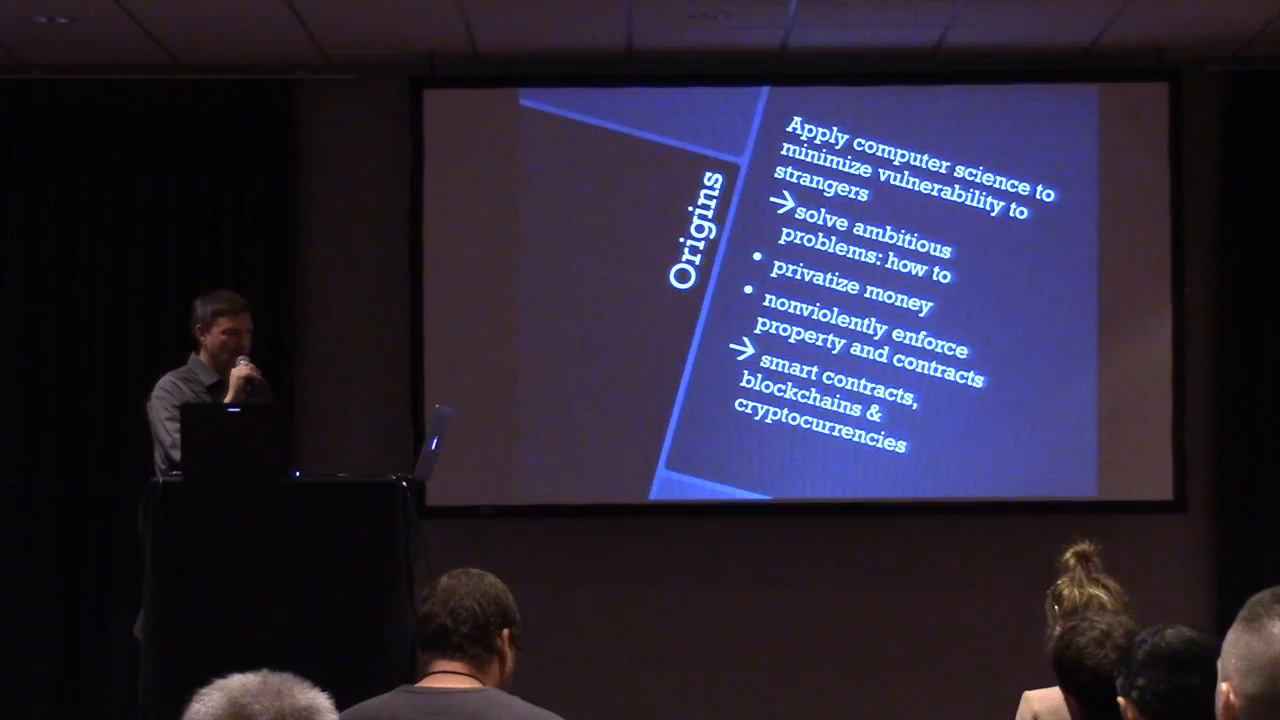 Origins
Apply computer science to
minimize vulnerability to
strangers
→solve ambitious
problems: how to
• privatize money
• nonviolently enforce
property and contracts
→ smart contracts,
blockchains &
cryptocurrencies